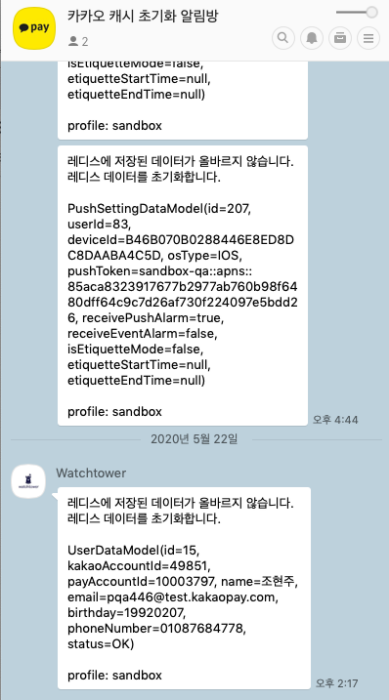 pay
카카오 캐시 초기화 알림방
2
isEtiquetteMode=false,
etiquetteStartTime=null,
etiquetteEndTime=null)
profile: sandbox
레디스에 저장된 데이터가 올바르지 않습니다.
레디스 데이터를 초기화합니다.
PushSettingDataModel(id=207,
userId=83,
deviceId=B46B070B0288446E8ED8D
C8DAABA4C5D, osType=IOS,
pushToken=sandbox-qa::apns::
85aca8323917677b2977ab760b98f64
80dff64c9c7d26af730f224097e5bdd2
6, receivePushAlarm=true,
receiveEventAlarm=false,
isEtiquetteMode=false,
etiquetteStartTime=null,
etiquetteEndTime=null)
profile: sandbox
오후 4:44
2020년 5월 22일
Watchtower
레디스에 저장된 데이터가 올바르지 않습니다.
레디스 데이터를 초기화합니다.
UserDataModel(id=15,
kakaoAccountId=49851,
payAccountId=10003797, name=조현주,
email=pqa446@test.kakaopay.com,
birthday=19920207,
phoneNumber=01087684778,
status=OK)
profile: sandbox
오후 2:17